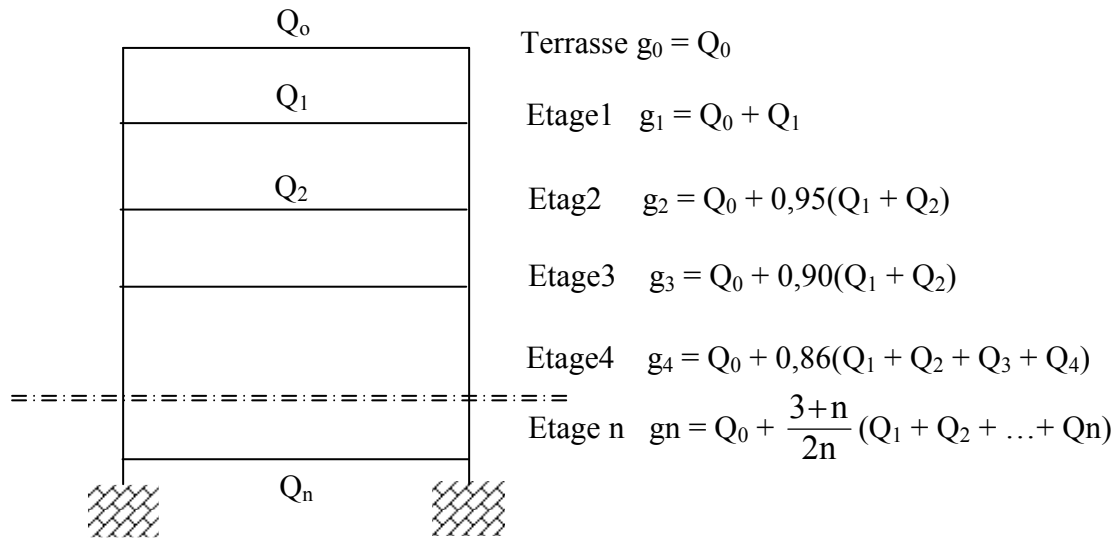 Qₒ
Terrasse g₀ = Q₀
Q₁
Etage1 g₁ = Q₀ + Q₁
Q₂
Etag2 g₂ = Q₀ + 0,95(Q₁ + Q₂)
Etage3 g₃ = Q₀ + 0,90(Q₁ + Q₂)
Etage4 g₄ = Q₀ + 0,86(Q₁ + Q₂ + Q₃ + Q₄)
Etage n gn = Q₀ + \frac{3+n}{2n} (Q₁ + Q₂ + …+ Qn)
Qₙ